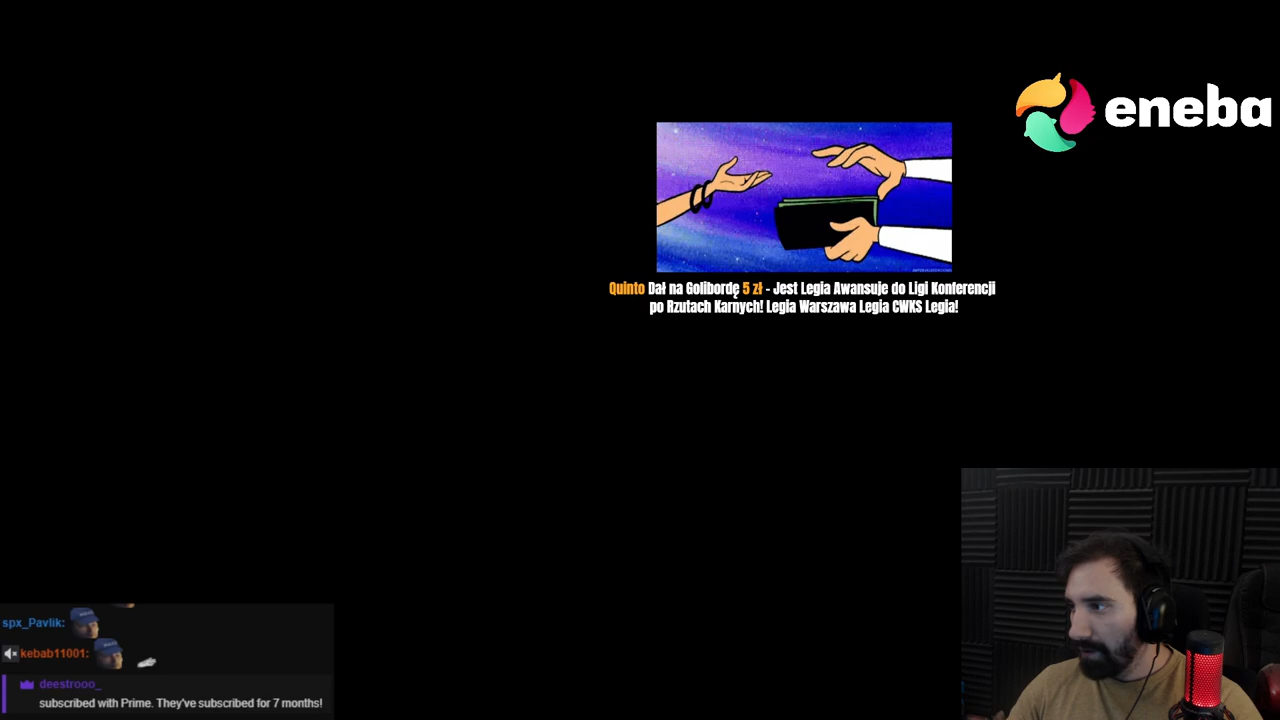 eneba
Quinto Dał na Golibordę 5 zł - Jest Legia Awansuje do Ligi Konferencji
po Rzutach Karnych! Legia Warszawa Legia CWKS Legia!
spx_Pavlik:
kebab11001:
deestrooo_
subscribed with Prime. They've subscribed for 7 months!